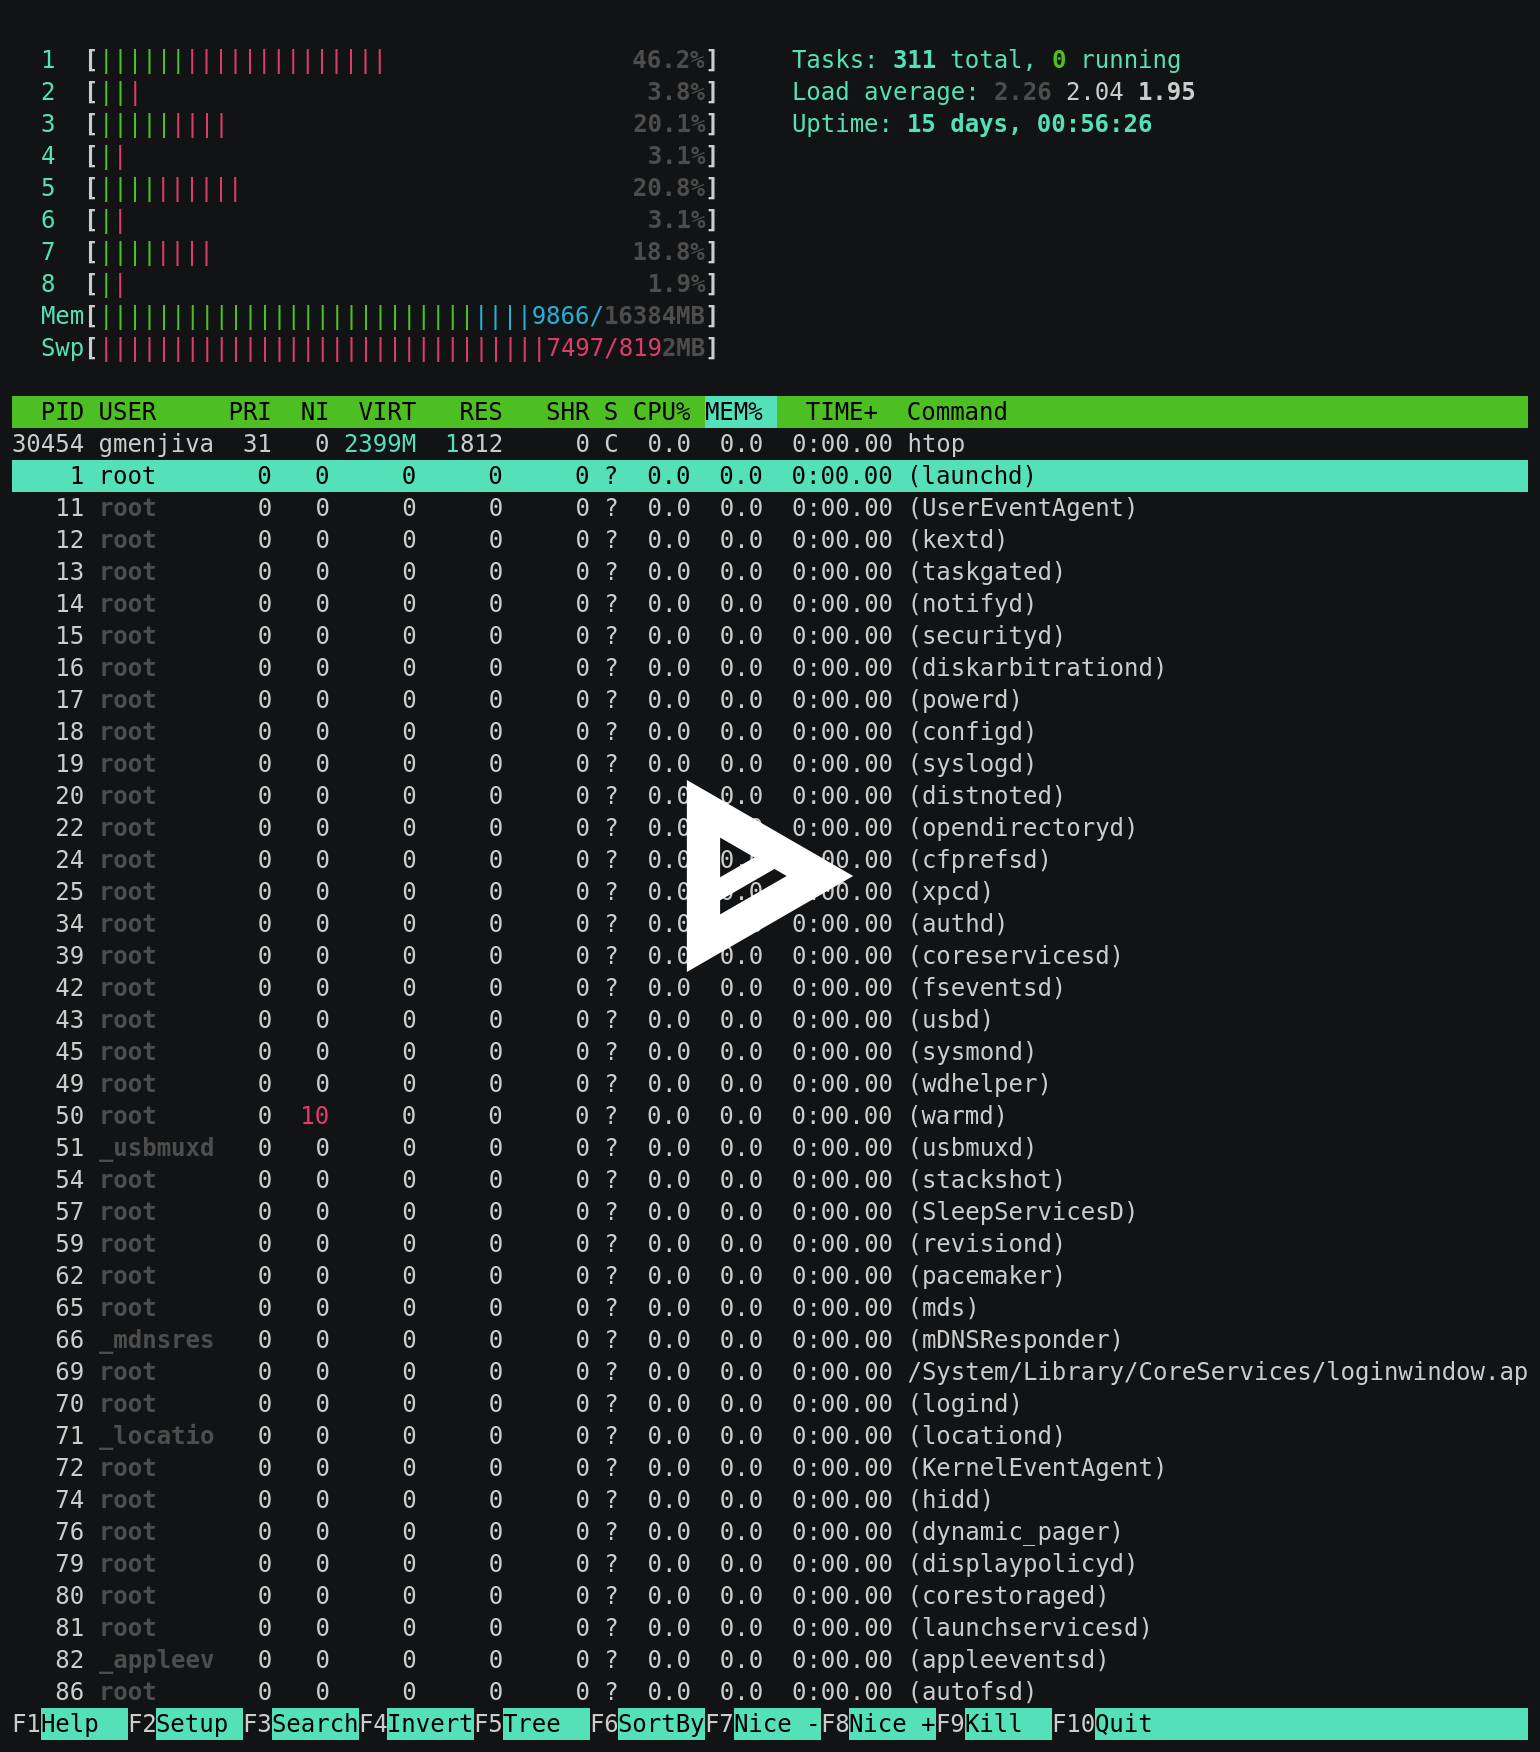 1 [|||||||||||||||||||| 46.2%] Tasks: 311 total, 0 running
2 [||| 3.8%] Load average: 2.26 2.04 1.95
3 [||||||||| 20.1%] Uptime: 15 days, 00:56:26
4 [|| 3.1%]
5 [|||||||||| 20.8%]
6 [|| 3.1%]
7 [|||||||| 18.8%]
8 [|| 1.9%]
Mem[||||||||||||||||||||||||||||||9866/16384MB]
Swp[|||||||||||||||||||||||||||||||7497/8192MB]
PID USER PRI NI VIRT RES SHR S CPU% MEM% TIME+ Command
30454 gmenjiva 31 0 2399M 1812 0 C 0.0 0.0 0:00.00 htop
1 root 0 0 0 0 0 ? 0.0 0.0 0:00.00 (launchd)
11 root 0 0 0 0 0 ? 0.0 0.0 0:00.00 (UserEventAgent)
12 root 0 0 0 0 0 ? 0.0 0.0 0:00.00 (kextd)
13 root 0 0 0 0 0 ? 0.0 0.0 0:00.00 (taskgated)
14 root 0 0 0 0 0 ? 0.0 0.0 0:00.00 (notifyd)
15 root 0 0 0 0 0 ? 0.0 0.0 0:00.00 (securityd)
16 root 0 0 0 0 0 ? 0.0 0.0 0:00.00 (diskarbitrationd)
17 root 0 0 0 0 0 ? 0.0 0.0 0:00.00 (powerd)
18 root 0 0 0 0 0 ? 0.0 0.0 0:00.00 (configd)
19 root 0 0 0 0 0 ? 0.0 0.0 0:00.00 (syslogd)
20 root 0 0 0 0 0 ? 0.0 0.0 0:00.00 (distnoted)
22 root 0 0 0 0 0 ? 0.0 0:00.00 (opendirectoryd)
24 root 0 0 0 0 0 ? 0.0 (cfprefsd)
25 root 0 0 0 0 0 ? 0.0 0.0 (xpcd)
34 root 0 0 0 0 0 ? 0.0 0:00.00 (authd)
39 root 0 0 0 0 0 ? 0.0 0.0 0:00.00 (coreservicesd)
42 root 0 0 0 0 0 ? 0.0 0.0 0:00.00 (fseventsd)
43 root 0 0 0 0 0 ? 0.0 0.0 0:00.00 (usbd)
45 root 0 0 0 0 0 ? 0.0 0.0 0:00.00 (sysmond)
49 root 0 0 0 0 0 ? 0.0 0.0 0:00.00 (wdhelper)
50 root 0 10 0 0 0 ? 0.0 0.0 0:00.00 (warmd)
51 _usbmuxd 0 0 0 0 0 ? 0.0 0.0 0:00.00 (usbmuxd)
54 root 0 0 0 0 0 ? 0.0 0.0 0:00.00 (stackshot)
57 root 0 0 0 0 0 ? 0.0 0.0 0:00.00 (SleepServicesD)
59 root 0 0 0 0 0 ? 0.0 0.0 0:00.00 (revisiond)
62 root 0 0 0 0 0 ? 0.0 0.0 0:00.00 (pacemaker)
65 root 0 0 0 0 0 ? 0.0 0.0 0:00.00 (mds)
66 _mdnsres 0 0 0 0 0 ? 0.0 0.0 0:00.00 (mDNSResponder)
69 root 0 0 0 0 0 ? 0.0 0.0 0:00.00 /System/Library/CoreServices/loginwindow.ap
70 root 0 0 0 0 0 ? 0.0 0.0 0:00.00 (logind)
71 _locatio 0 0 0 0 0 ? 0.0 0.0 0:00.00 (locationd)
72 root 0 0 0 0 0 ? 0.0 0.0 0:00.00 (KernelEventAgent)
74 root 0 0 0 0 0 ? 0.0 0.0 0:00.00 (hidd)
76 root 0 0 0 0 0 ? 0.0 0.0 0:00.00 (dynamic_pager)
79 root 0 0 0 0 0 ? 0.0 0.0 0:00.00 (displaypolicyd)
80 root 0 0 0 0 0 ? 0.0 0.0 0:00.00 (corestoraged)
81 root 0 0 0 0 0 ? 0.0 0.0 0:00.00 (launchservicesd)
82 _appleev 0 0 0 0 0 ? 0.0 0.0 0:00.00 (appleeventsd)
86 root 0 0 0 0 0 ? 0.0 0.0 0:00.00 (autofsd)
F1Help F2Setup F3SearchF4InvertF5Tree F6SortByF7Nice -F8Nice +F9Kill F10Quit